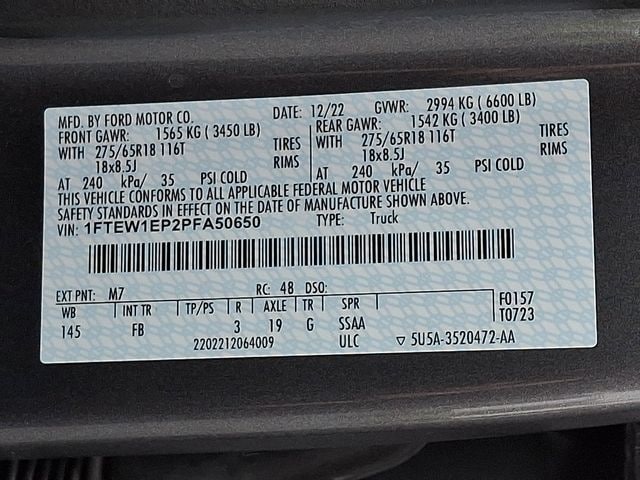 MFD. BY FORD MOTOR CO. DATE: 12/22 GVWR: 2994 KG (6600 LB)
FRONT GAWR: 1565 KG (3450 LB) REAR GAWR: 1542 KG (3400 LB)
WITH 275/65R18 116T TIRES WITH 275/65R18 116T TIRES
18x8.5J RIMS 18x8.5J RIMS
AT 240 kPa/ 35 PSI COLD AT 240 kPa/ 35 PSI COLD
THIS VEHICLE CONFORMS TO ALL APPLICABLE FEDERAL MOTOR VEHICLE
SAFETY STANDARDS IN EFFECT ON THE DATE OF MANUFACTURE SHOWN ABOVE.
VIN: 1FTEW1EP2PFA50650 TYPE: Truck
EXT PNT: M7 RC: 48 DSO:
WB INT TR TP/PS R AXLE TR SPR F0157
145 FB 3 19 G SSAA T0723
2202212064009 ULC ▽ 5U5A-3520472-AA